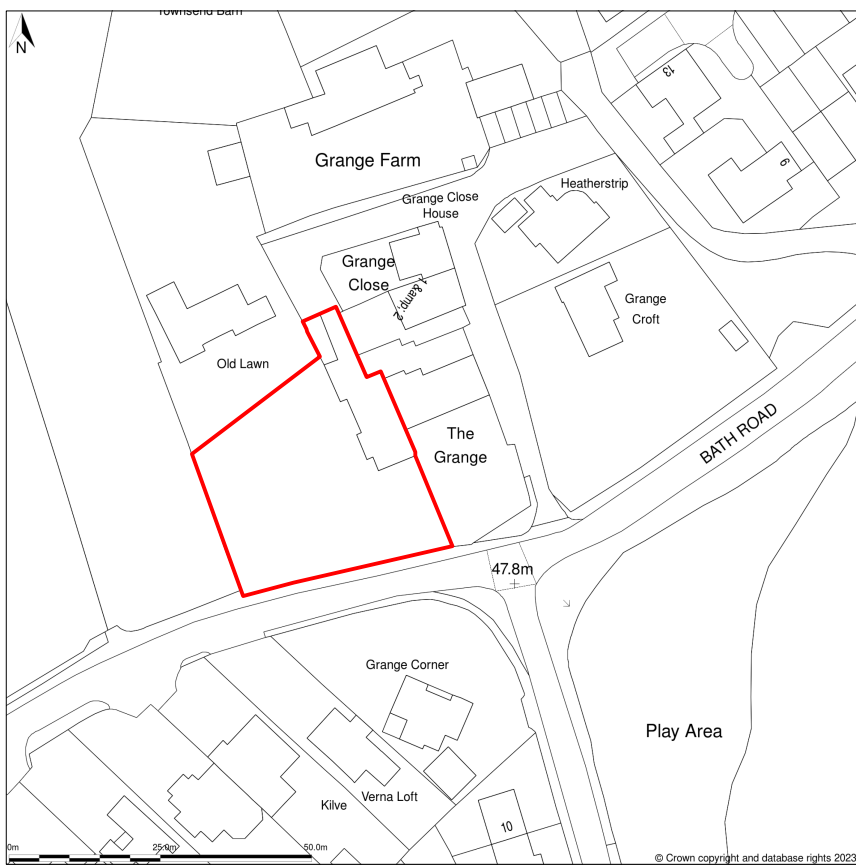 Townsend Barn
N
13
9
Grange Farm
Heatherstrip
Grange Close
House
Grange
Close
1 &amp; 2
Grange
Croft
Old Lawn
BATH ROAD
The
Grange
47.8m
Grange Corner
Play Area
Verna Loft
Kilve
10
0m
25.0m
50.0m
© Crown copyright and database rights 2023